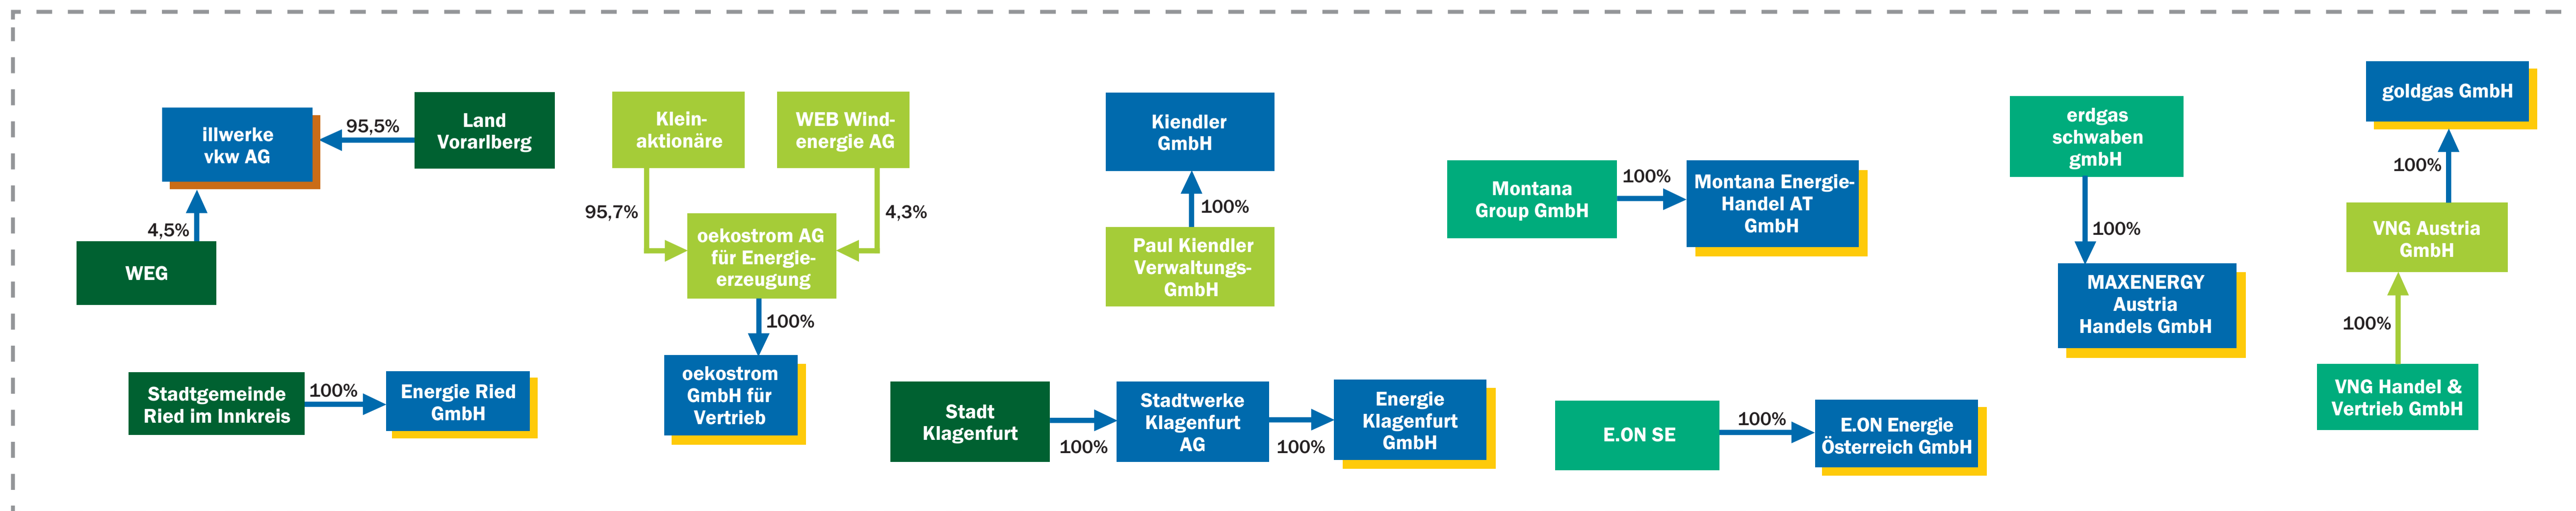 illwerke
vkw AG
95,5%
Land
Vorarlberg
4,5%
WEG
Stadtgemeinde
Ried im Innkreis
100%
Energie Ried
GmbH
Klein-
aktionäre
WEB Wind-
energie AG
95,7%
4,3%
oekostrom AG
für Energie-
erzeugung
100%
oekostrom
GmbH für
Vertrieb
Kiendler
GmbH
100%
Paul Kiendler
Verwaltungs-
GmbH
Stadt
Klagenfurt
100%
Stadtwerke
Klagenfurt
AG
100%
Energie
Klagenfurt
GmbH
Montana
Group GmbH
100%
Montana Energie-
Handel AT
GmbH
E.ON SE
100%
E.ON Energie
Österreich GmbH
erdgas
schwaben
gmbH
100%
MAXENERGY
Austria
Handels GmbH
goldgas GmbH
100%
VNG Austria
GmbH
100%
VNG Handel &
Vertrieb GmbH